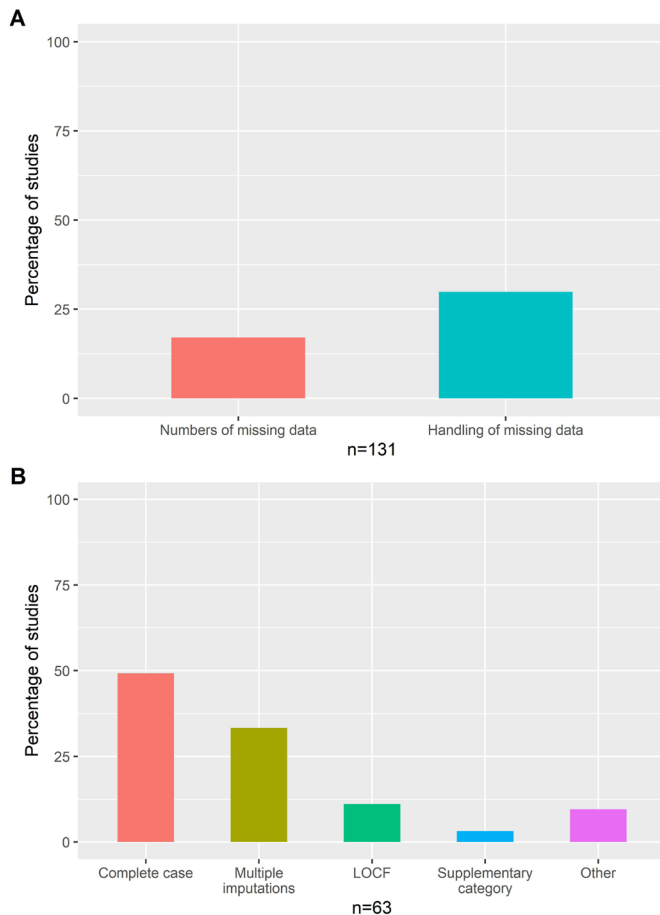 A
100
75
50
25
0
Percentage of studies
Numbers of missing data
Handling of missing data
n=131
B
100
75
50
25
0
Percentage of studies
Complete case
Multiple
imputations
LOCF
Supplementary
category
Other
n=63